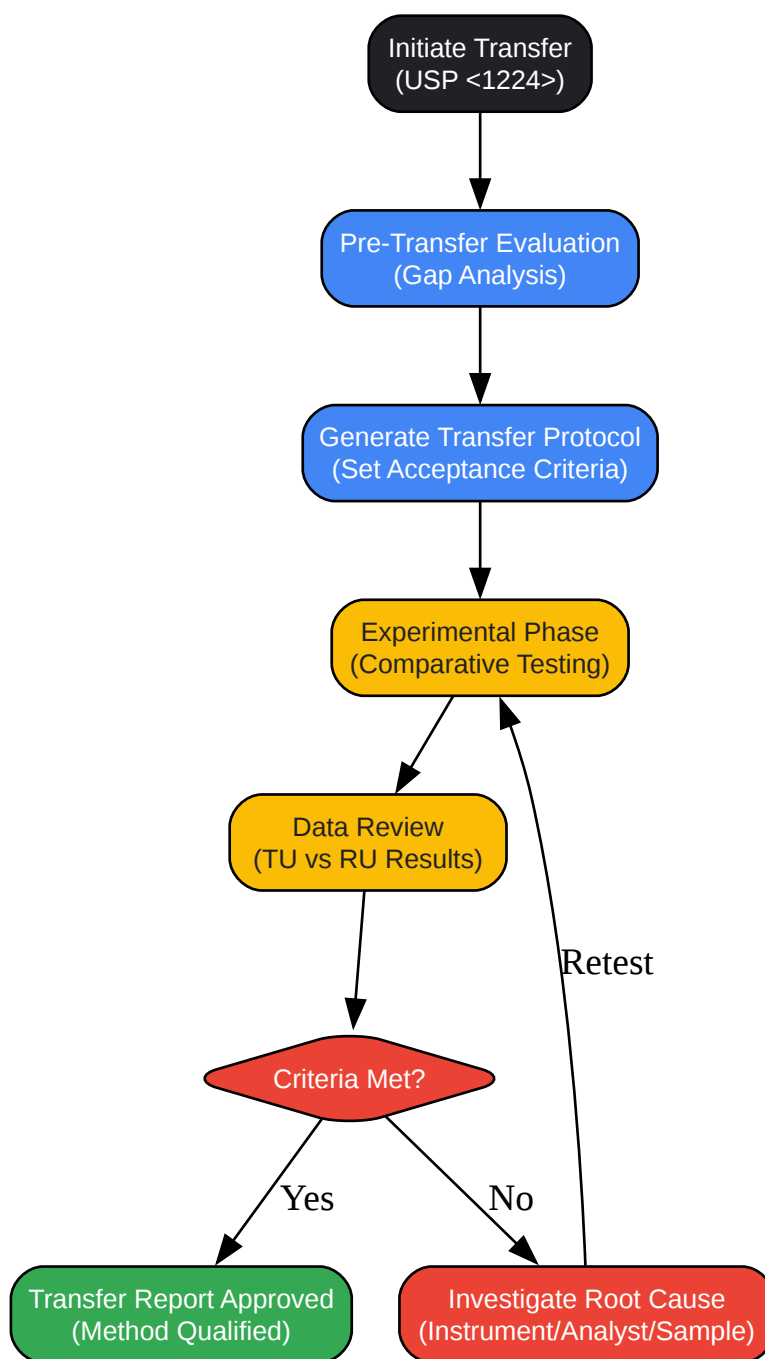 Initiate Transfer
(USP <1224>)
Pre-Transfer Evaluation
(Gap Analysis)
Generate Transfer Protocol
(Set Acceptance Criteria)
Experimental Phase
(Comparative Testing)
Data Review
(TU vs RU Results)
Retest
Criteria Met?
Yes
No
Transfer Report Approved
(Method Qualified)
Investigate Root Cause
(Instrument/Analyst/Sample)